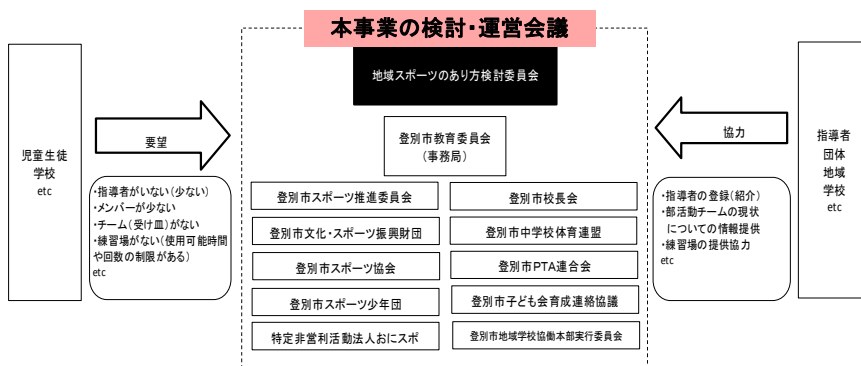 本事業の検討・運営会議
地域スポーツのあり方検討委員会
登別市教育委員会
(事務局)
児童生徒
学校
etc
要望
・指導者がいない(少ない)
・メンバーが少ない
・チーム(受け皿)がない
・練習場がない(使用可能時間
や回数の制限がある)
etc
登別市スポーツ推進委員会
登別市文化・スポーツ振興財団
登別市スポーツ協会
登別市スポーツ少年団
特定非営利活動法人おにスポ
登別市校長会
登別市中学校体育連盟
登別市PTA連合会
登別市子ども会育成連絡協議
登別市地域学校協働本部実行委員会
協力
・指導者の登録(紹介)
・部活動チームの現状
についての情報提供
・練習場の提供協力
etc
指導者
団体
地域
学校
etc